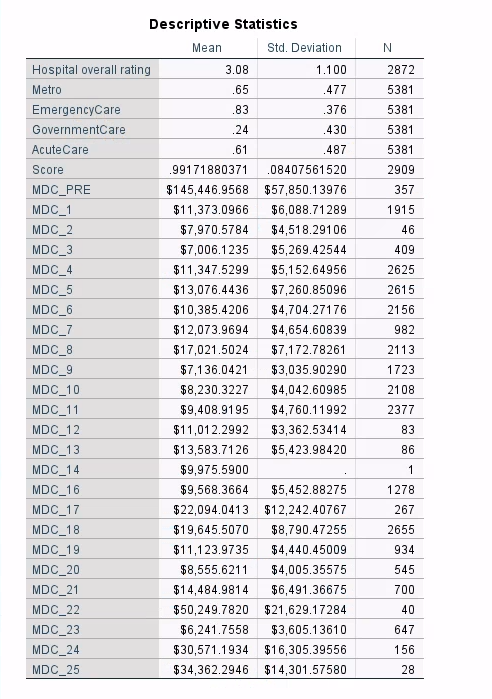 Descriptive Statistics
Mean Std. Deviation N
Hospital overall rating 3.08 1.100 2872
Metro .65 .477 5381
EmergencyCare .83 .376 5381
GovernmentCare .24 .430 5381
AcuteCare .61 .487 5381
Score .99171880371 .08407561520 2909
MDC_PRE $145,446.9568 $57,850.13976 357
MDC_1 $11,373.0966 $6,088.71289 1915
MDC_2 $7,970.5784 $4,518.29106 46
MDC_3 $7,006.1235 $5,269.42544 409
MDC_4 $11,347.5299 $5,152.64956 2625
MDC_5 $13,076.4436 $7,260.85096 2615
MDC_6 $10,385.4206 $4,704.27176 2156
MDC_7 $12,073.9694 $4,654.60839 982
MDC_8 $17,021.5024 $7,172.78261 2113
MDC_9 $7,136.0421 $3,035.90290 1723
MDC_10 $8,230.3227 $4,042.60985 2108
MDC_11 $9,408.9195 $4,760.11992 2377
MDC_12 $11,012.2992 $3,362.53414 83
MDC_13 $13,583.7126 $5,423.98420 86
MDC_14 $9,975.5900 . 1
MDC_16 $9,568.3664 $5,452.88275 1278
MDC_17 $22,094.0413 $12,242.40767 267
MDC_18 $19,645.5070 $8,790.47255 2655
MDC_19 $11,123.9735 $4,440.45009 934
MDC_20 $8,555.6211 $4,005.35575 545
MDC_21 $14,484.9814 $6,491.36675 700
MDC_22 $50,249.7820 $21,629.17284 40
MDC_23 $6,241.7558 $3,605.13610 647
MDC_24 $30,571.1934 $16,305.39556 156
MDC_25 $34,362.2946 $14,301.57580 28